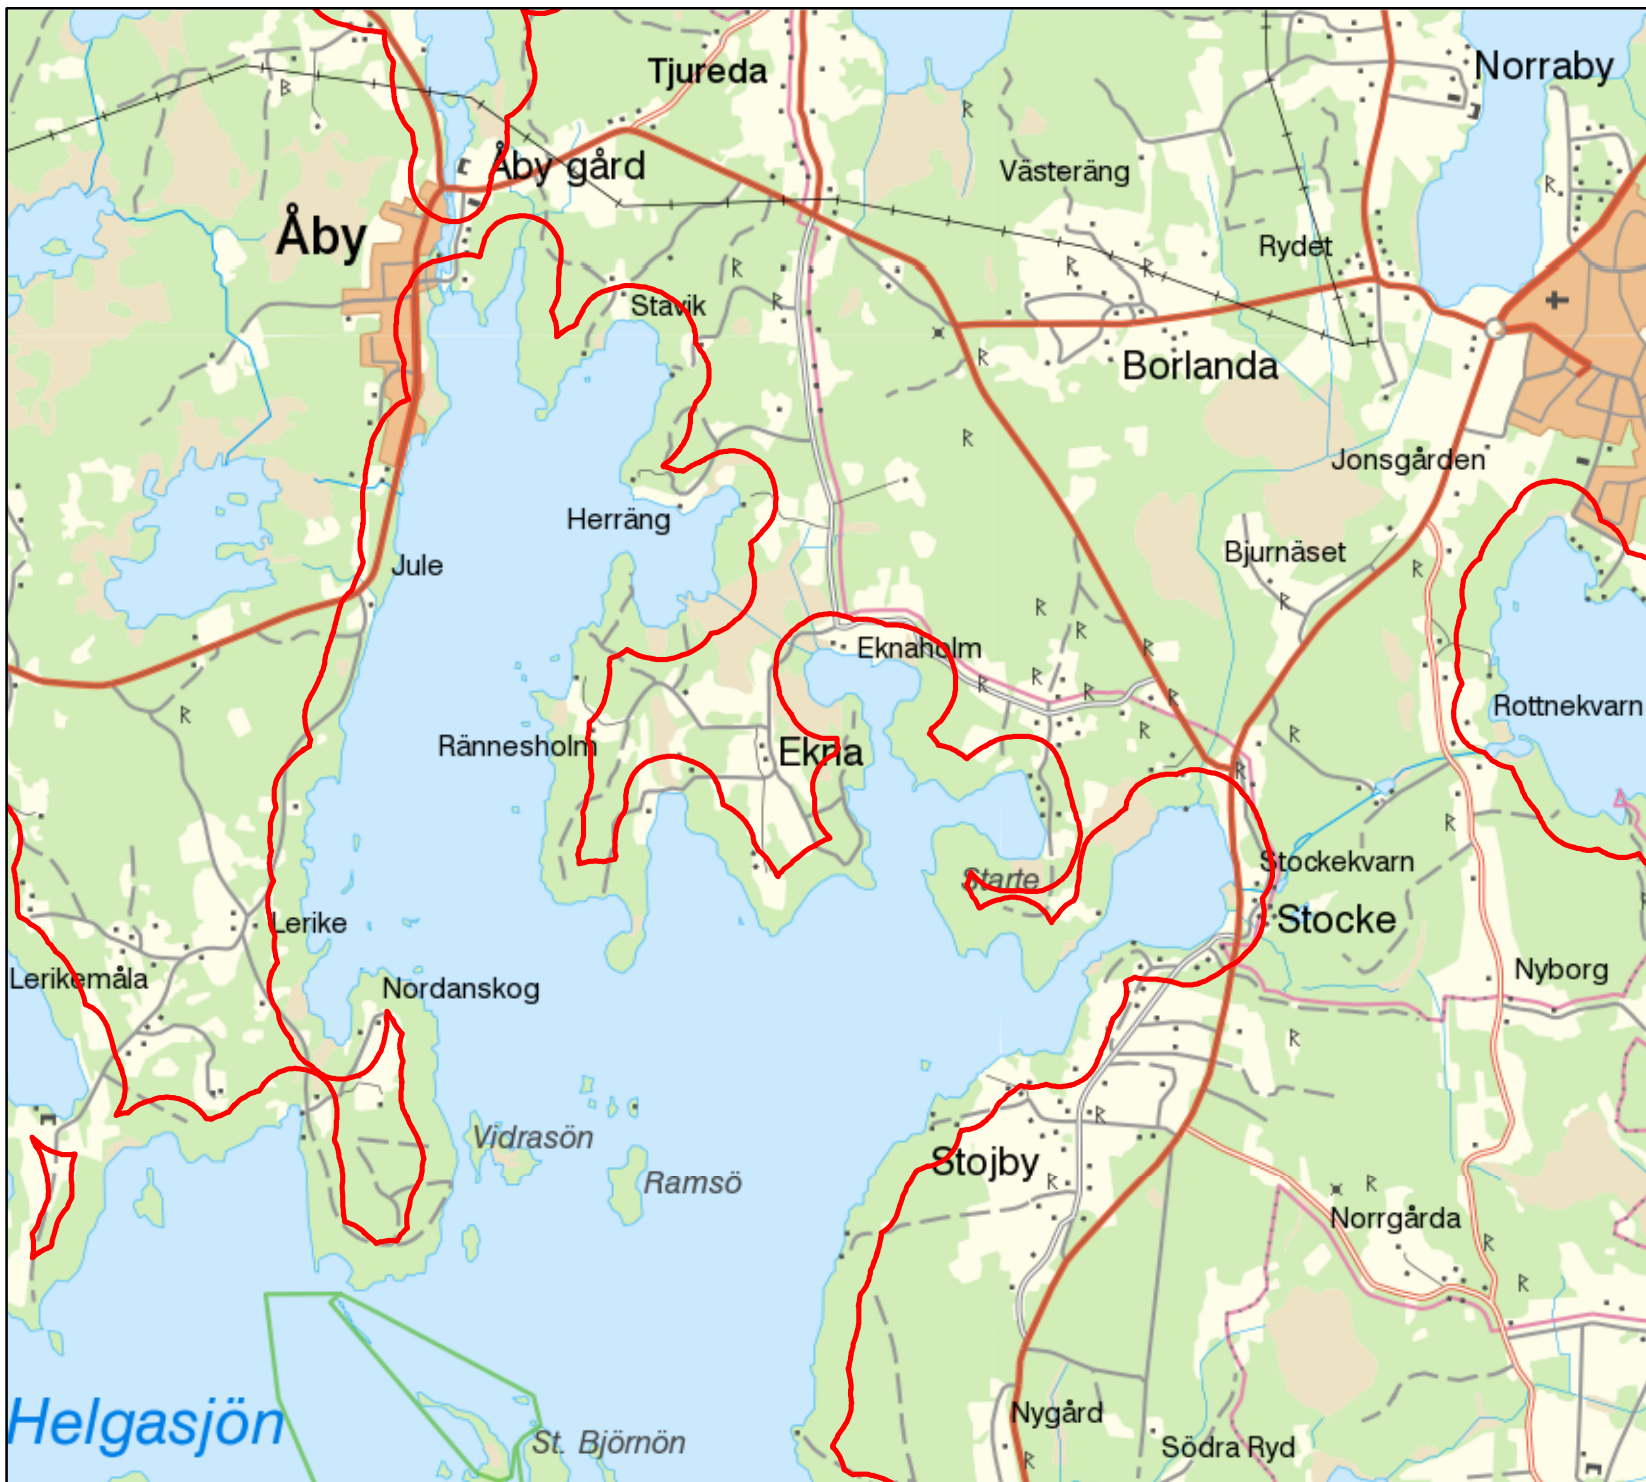 Norraby
Tjureda
Åby gård
Västeräng
Åby
Rydet
Stavik
Borlanda
Jonsgården
Herräng
Bjurnäset
Jule
Eknaholm
Rottnekvarn
Rännesholm
Ekna
Stockekvarn
Starte
Stocke
Lerike
Lerikemåla
Nyborg
Nordanskog
Vidrasön
Stojby
Ramsö
Norrgårda
Nygård
Helgasjön
St. Björnön
Södra Ryd